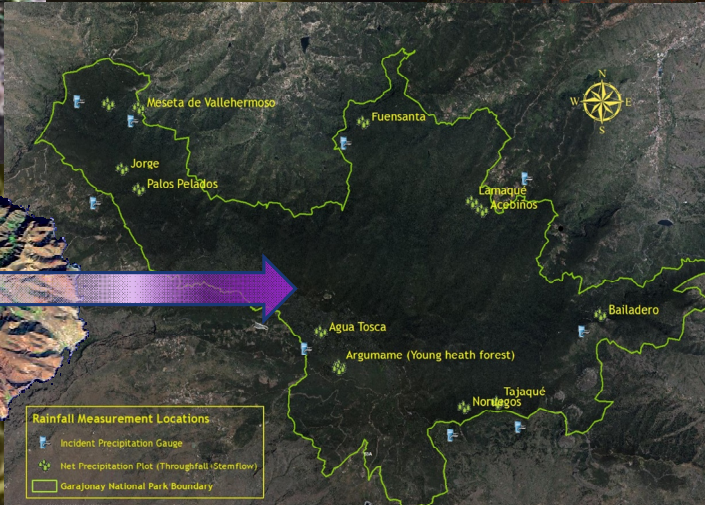 N
W E
S
Meseta de Vallehermoso
Fuensanta
Jorge
Palos Pelados
Lamaque
Acebiños
Bailadero
Agua Tosca
Argumame (Young heath forest)
Tajaqué
Noruegos
Rainfall Measurement Locations
Incident Precipitation Gauge
Net Precipitation Plot (Throughfall+Stemflow)
Garajonay National Park Boundary